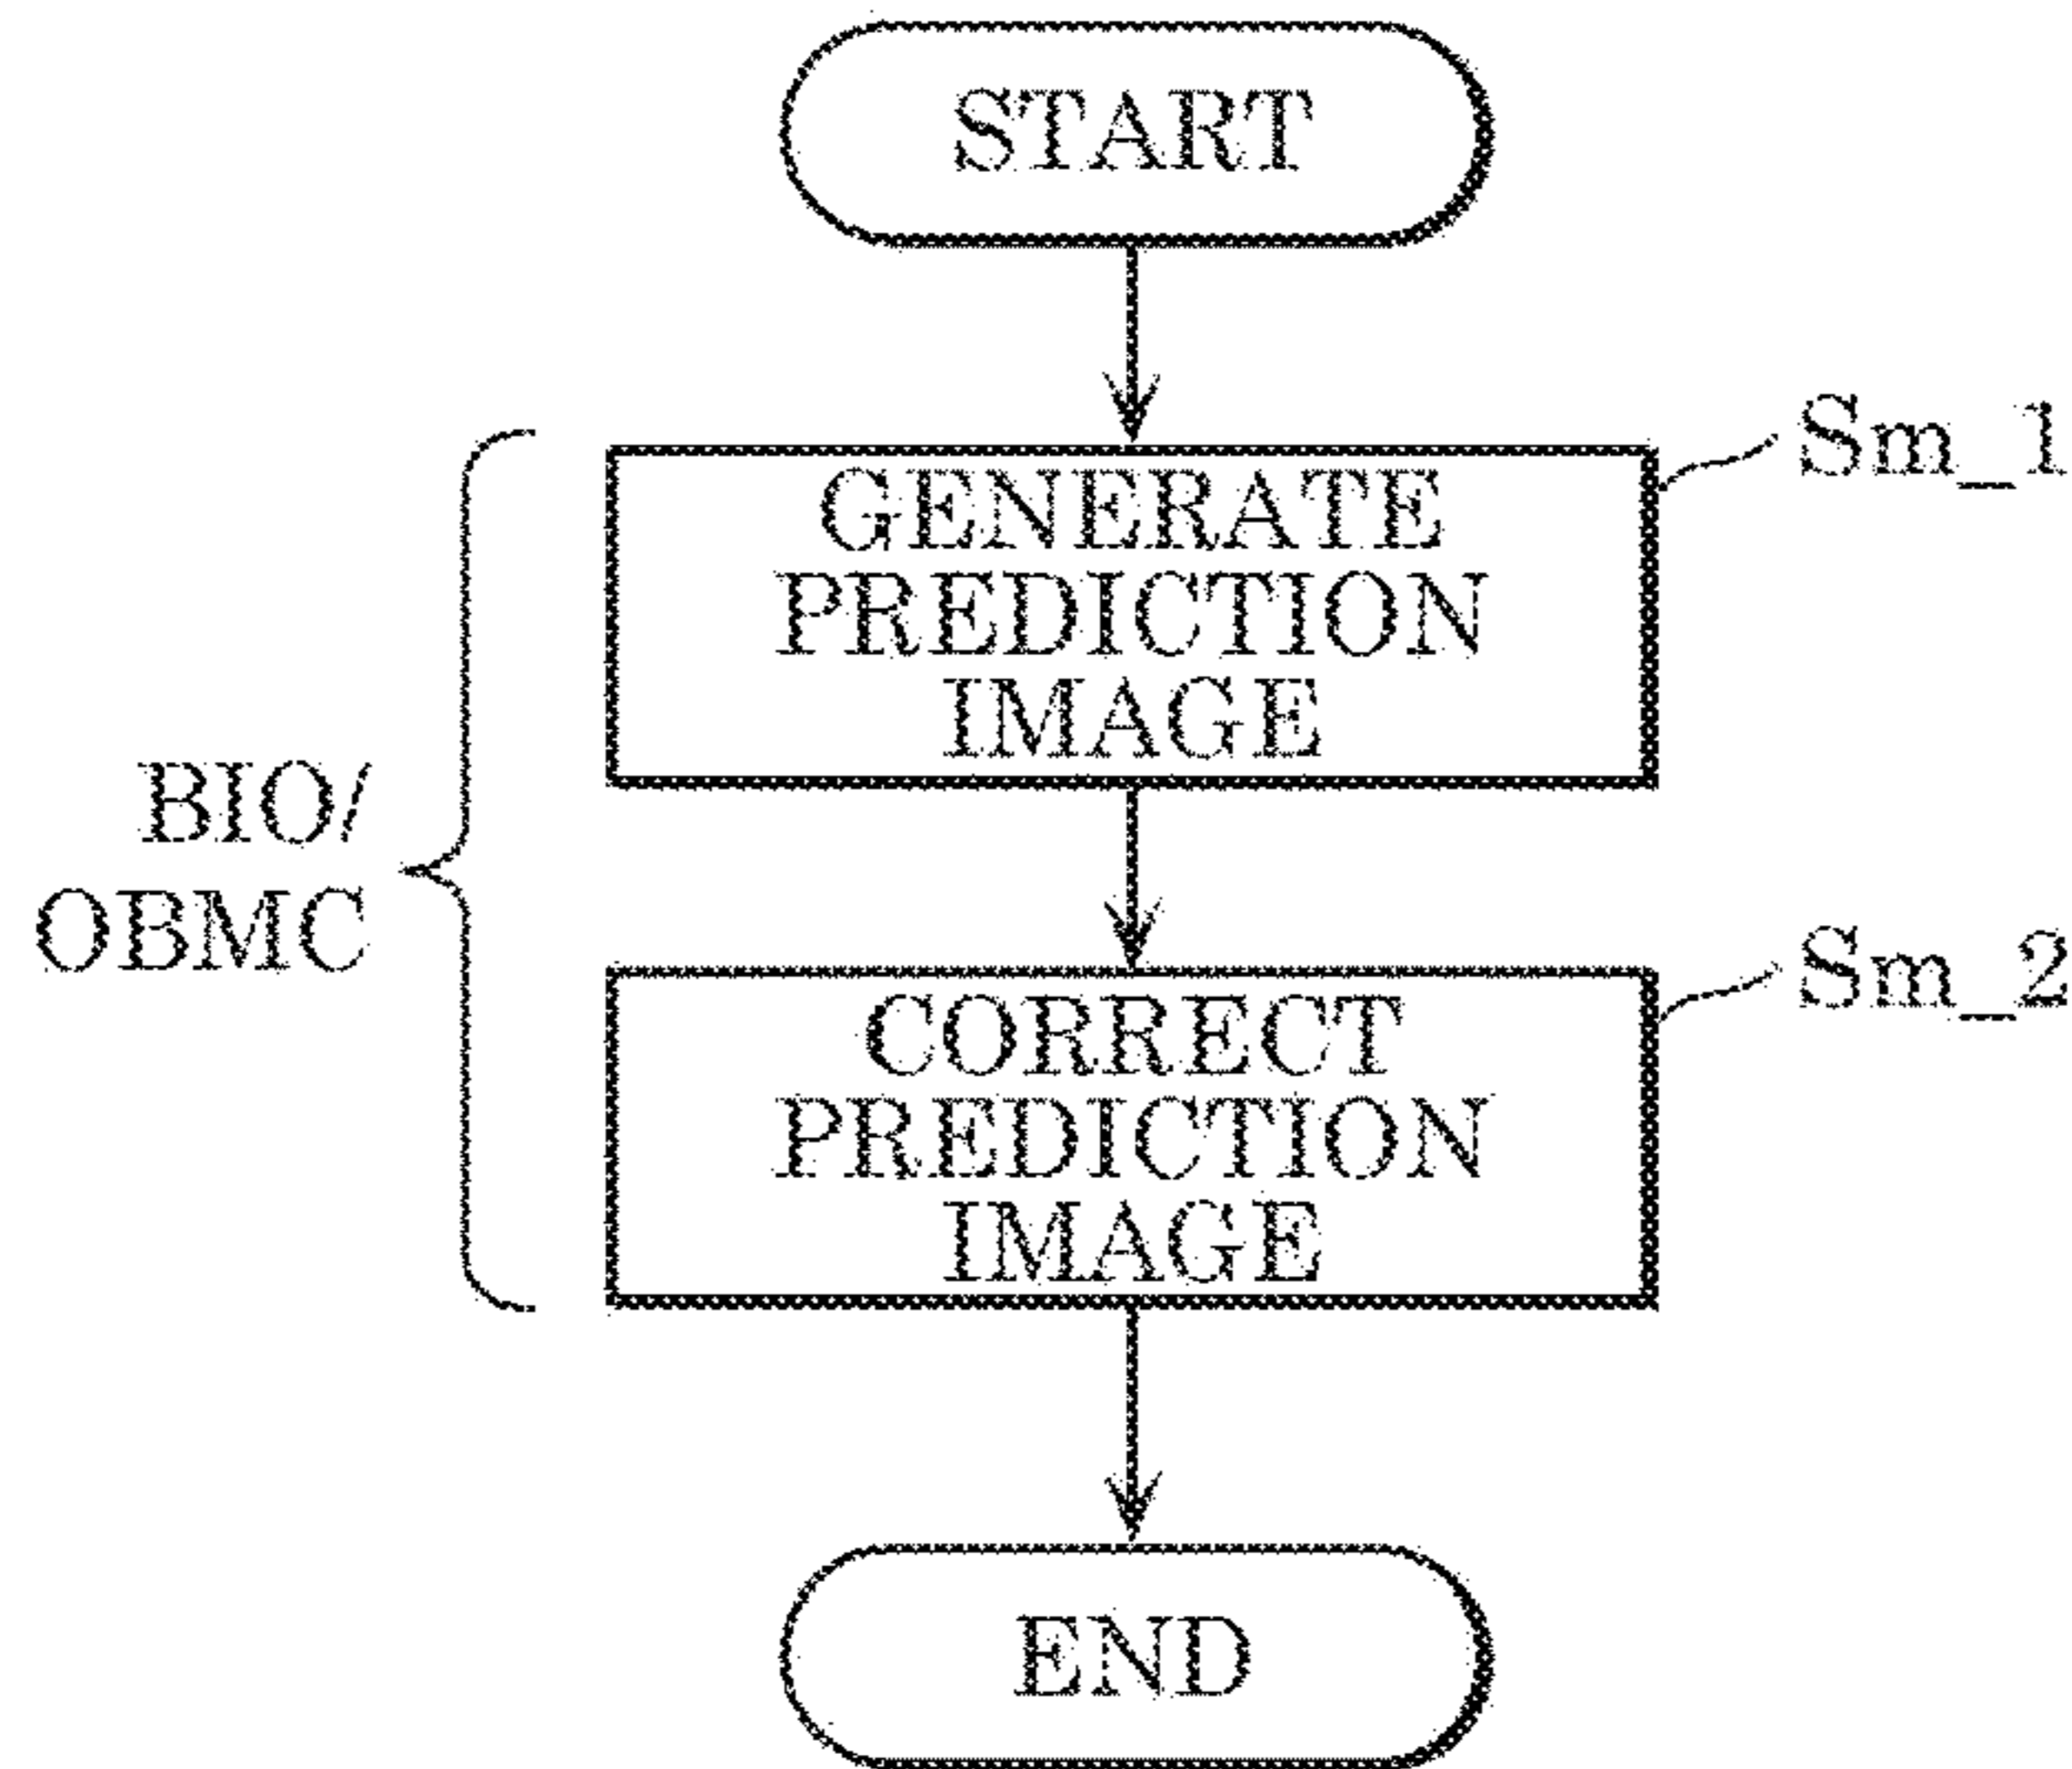 START
Sm_1
GENERATE
PREDICTION
IMAGE
BIO/
OBMC
Sm_2
CORRECT
PREDICTION
IMAGE
END